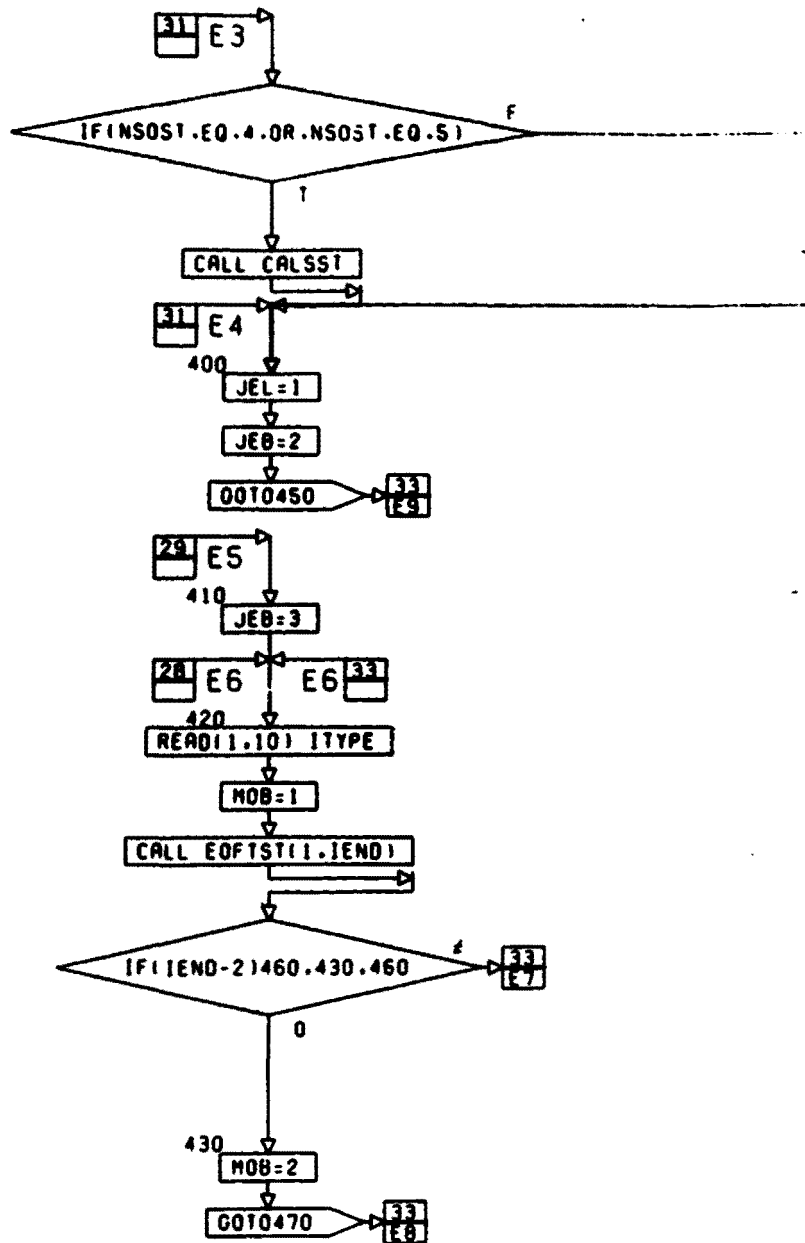 31 E3
F
IF(NSOST.EQ.4.OR.NSOST.EQ.5)
T
CALL CALSST
31 E4
400
JEL=1
JEB=2
GOTO450 33 E9
29 E5
410
JEB=3
28 E6 E6 33
420
READ(1.10) ITYPE
MOB=1
CALL EOFTST(1.IEND)
≠
IF(IEND-2)460.430.460 33 E7
0
430
MOB=2
GOTO470 33 E8